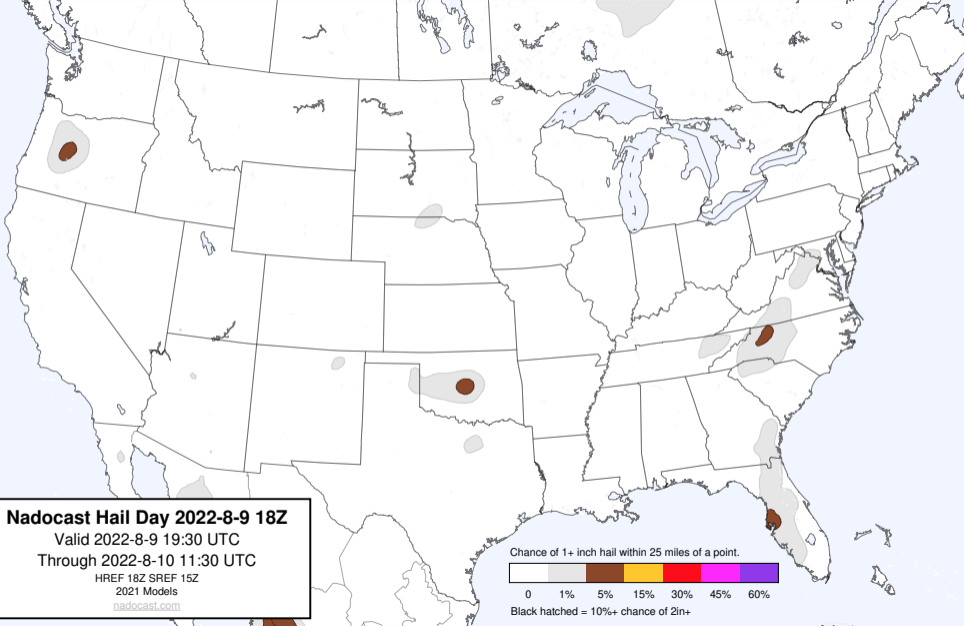 Nadocast Hail Day 2022-8-9 18Z
Valid 2022-8-9 19:30 UTC
Through 2022-8-10 11:30 UTC
HREF 18Z SREF 15Z
2021 Models
nadocast.com
Chance of 1+ inch hail within 25 miles of a point.
0 1% 5% 15% 30% 45% 60%
Black hatched = 10%+ chance of 2in+